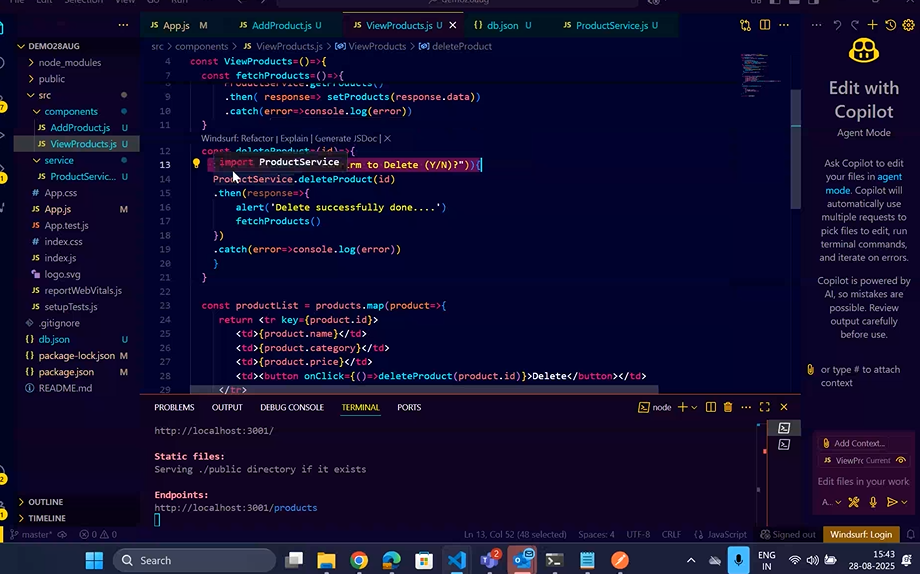 File Edit Selection View Go Run
demo28aug
EXPLORER
DEMO28AUG
node_modules
public
src
components
JS AddProduct.js U
JS ViewProducts.js U
service
JS ProductServic... U
# App.css
JS App.js M
JS App.test.js
# index.css
JS index.js
logo.svg
JS reportWebVitals.js
JS setupTests.js
.gitignore
{} db.json U
{} package-lock.json M
{} package.json M
README.md
OUTLINE
TIMELINE
JS App.js M
JS AddProduct.js U
JS ViewProducts.js U
{} db.json U
JS ProductService.js U
src > components > JS ViewProducts.js > ViewProducts > deleteProduct
4 const ViewProducts=()=>{
7 const fetchProducts=()=>{
8 ProductService.getProducts()
9 .then( response=> setProducts(response.data))
10 .catch(error=>console.log(error))
11 }
Windsurf: Refactor | Explain | Generate JSDoc | X
12 const deleteProduct=(id)=>{
import ProductService
13 rm to Delete (Y/N)?")){
14 ProductService.deleteProduct(id)
15 .then(response=>{
16 alert('Delete successfully done....')
17 fetchProducts()
18 })
19 .catch(error=>console.log(error))
20 }
21 }
22
23 const productList = products.map(product=>{
24 return <tr key={product.id}>
25 <td>{product.name}</td>
26 <td>{product.category}</td>
27 <td>{product.price}</td>
28 <td><button onClick={()=>deleteProduct(product.id)}>Delete</button></td>
29 </tr>
PROBLEMS OUTPUT DEBUG CONSOLE TERMINAL PORTS
node
http://localhost:3001/
Static files:
Serving ./public directory if it exists
Endpoints:
http://localhost:3001/products
Edit with
Copilot
Agent Mode
Ask Copilot to edit
your files in agent
mode. Copilot will
automatically use
multiple requests to
pick files to edit, run
terminal commands,
and iterate on errors.
Copilot is powered by
AI, so mistakes are
possible. Review
output carefully
before use.
or type # to attach
context
Add Context...
JS ViewPrc Current
Edit files in your work
A...
master* 0 0
Ln 13, Col 52 (48 selected) Spaces: 4 UTF-8 CRLF {} JavaScript Signed out Windsurf: Login
Search
2
ENG
IN
15:43
28-08-2025